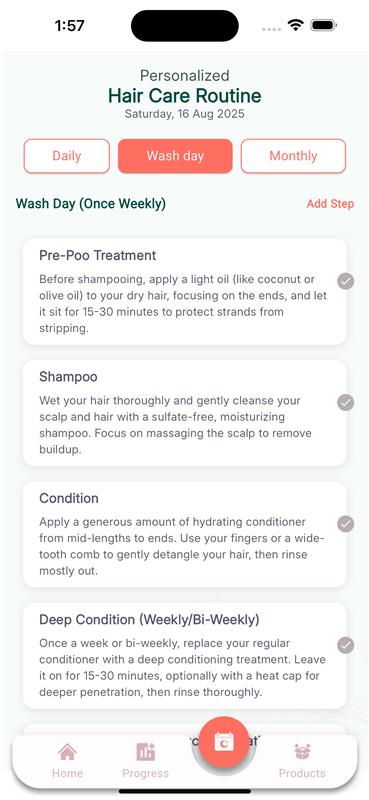 1:57
Personalized
Hair Care Routine
Saturday, 16 Aug 2025
Daily
Wash day
Monthly
Wash Day (Once Weekly)
Add Step
Pre-Poo Treatment
Before shampooing, apply a light oil (like coconut or
olive oil) to your dry hair, focusing on the ends, and let
it sit for 15-30 minutes to protect strands from
stripping.
Shampoo
Wet your hair thoroughly and gently cleanse your
scalp and hair with a sulfate-free, moisturizing
shampoo. Focus on massaging the scalp to remove
buildup.
Condition
Apply a generous amount of hydrating conditioner
from mid-lengths to ends. Use your fingers or a wide-
tooth comb to gently detangle your hair, then rinse
mostly out.
Deep Condition (Weekly/Bi-Weekly)
Once a week or bi-weekly, replace your regular
conditioner with a deep conditioning treatment. Leave
it on for 15-30 minutes, optionally with a heat cap for
deeper penetration, then rinse thoroughly.
Home
Progress
Products